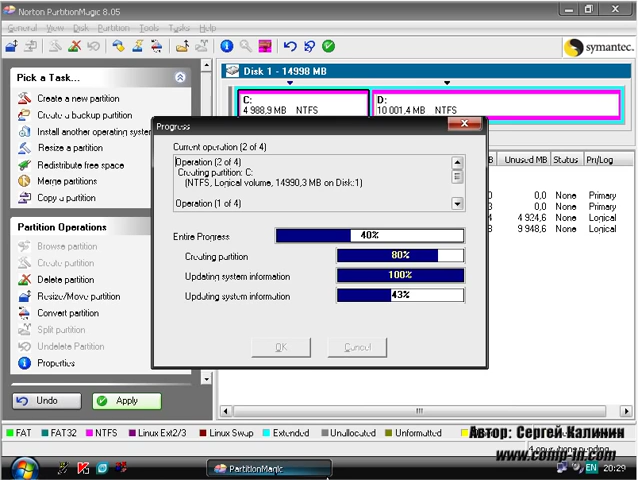 Norton PartitionMagic 8.05
General View Disk Partition Tools Tasks Help
symantec.
Pick a Task...
Create a new partition
Create a backup partition
Install another operating system
Resize a partition
Redistribute free space
Merge partitions
Copy a partition
Partition Operations
Browse partition
Create partition
Delete partition
Resize/Move partition
Convert partition
Split partition
Undelete Partition
Properties
Undo
Apply
Disk 1 - 14998 MB
C:
4 988,9 MB NTFS
D:
10 001,4 MB NTFS
MB Unused MB Status Pri/Log
0,0 None Primary
0,0 None Primary
4 924,6 None Logical
9 948,6 None Logical
Progress
Current operation (2 of 4)
Operation (2 of 4)
Creating partition: C:
(NTFS, Logical volume, 14990,3 MB on Disk:1)
Operation (1 of 4)
Entire Progress 40%
Creating partition 80%
Updating system information 100%
Updating system information 43%
OK
Cancel
FAT FAT32 NTFS Linux Ext2/3 Linux Swap Extended Unallocated Unformatted
Автор: Сергей Калинин
www.comp-in.com
PartitionMagic
EN 20:29